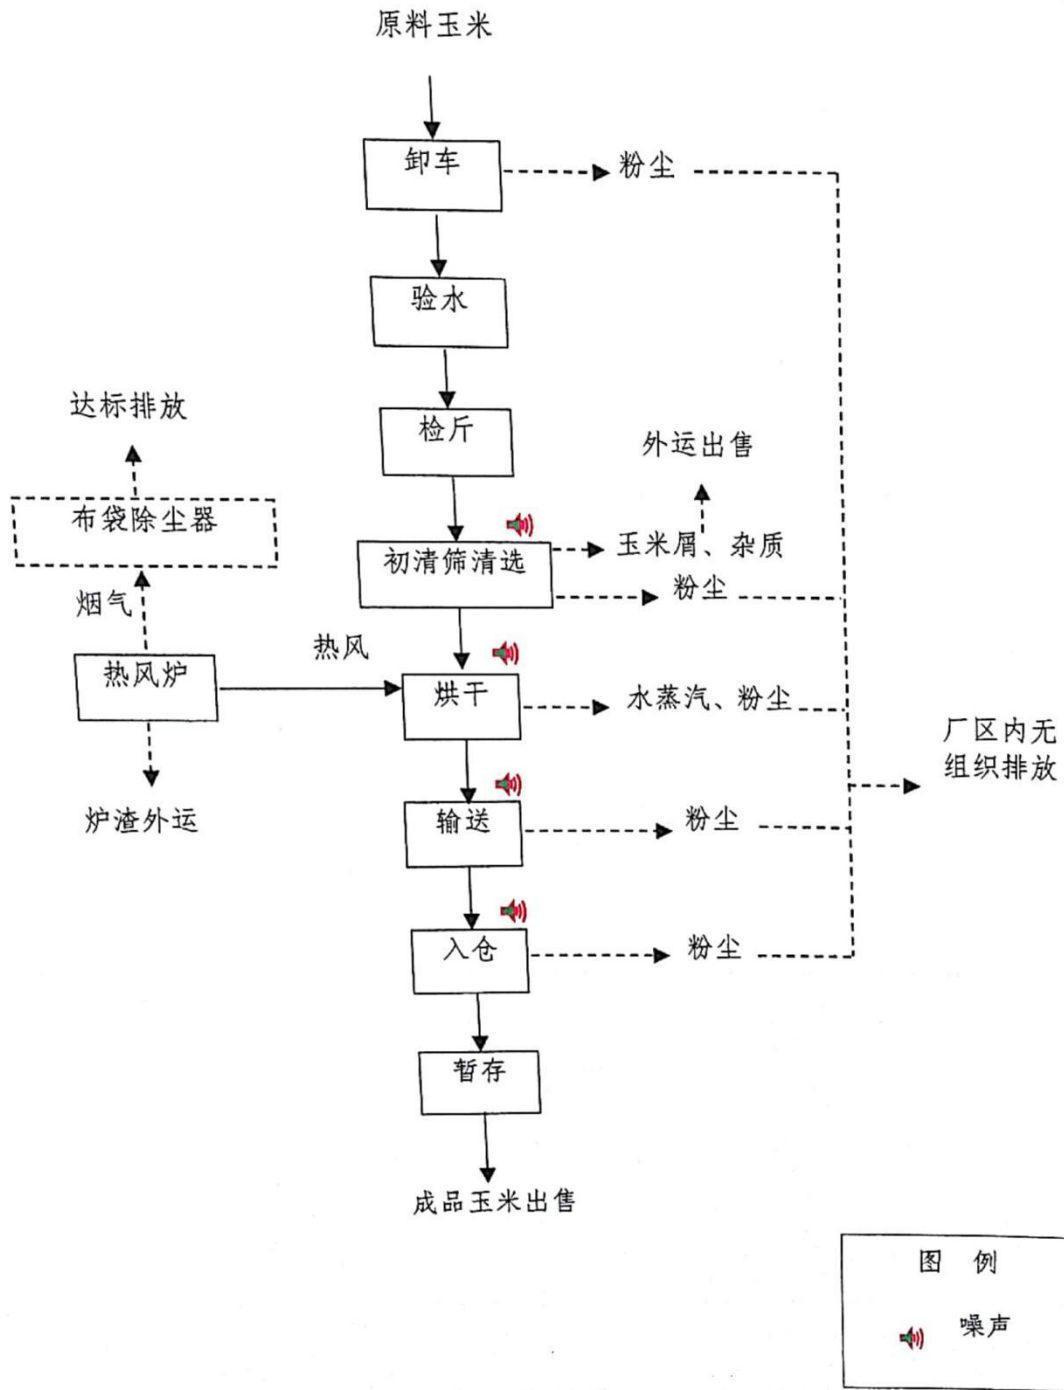 原料玉米
卸车
粉尘
验水
达标排放
检斤
外运出售
布袋除尘器
初清筛清选
玉米屑、杂质
烟气
粉尘
热风
热风炉
烘干
水蒸汽、粉尘
厂区内无
组织排放
炉渣外运
输送
粉尘
入仓
粉尘
暂存
成品玉米出售
图 例
噪声